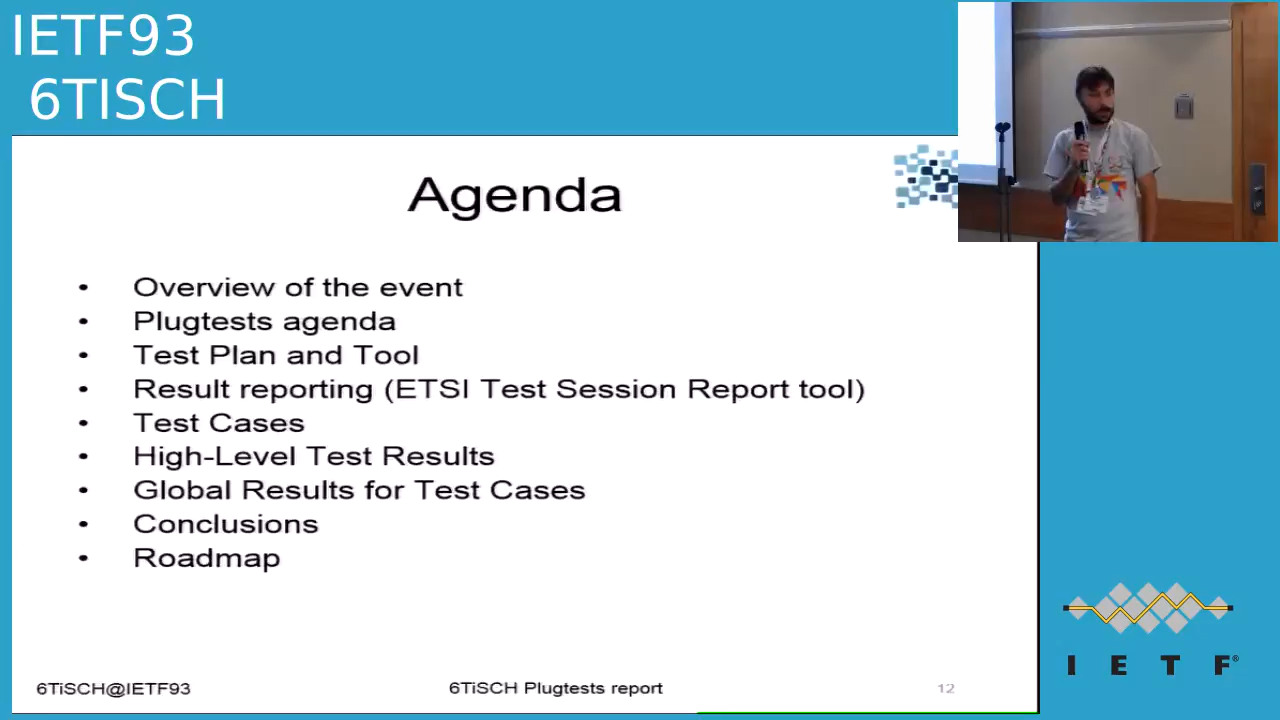 IETF93
6TISCH
Agenda
• Overview of the event
• Plugtests agenda
• Test Plan and Tool
• Result reporting (ETSI Test Session Report tool)
• Test Cases
• High-Level Test Results
• Global Results for Test Cases
• Conclusions
• Roadmap
6TiSCH@IETF93
6TiSCH Plugtests report
12
I E T F®